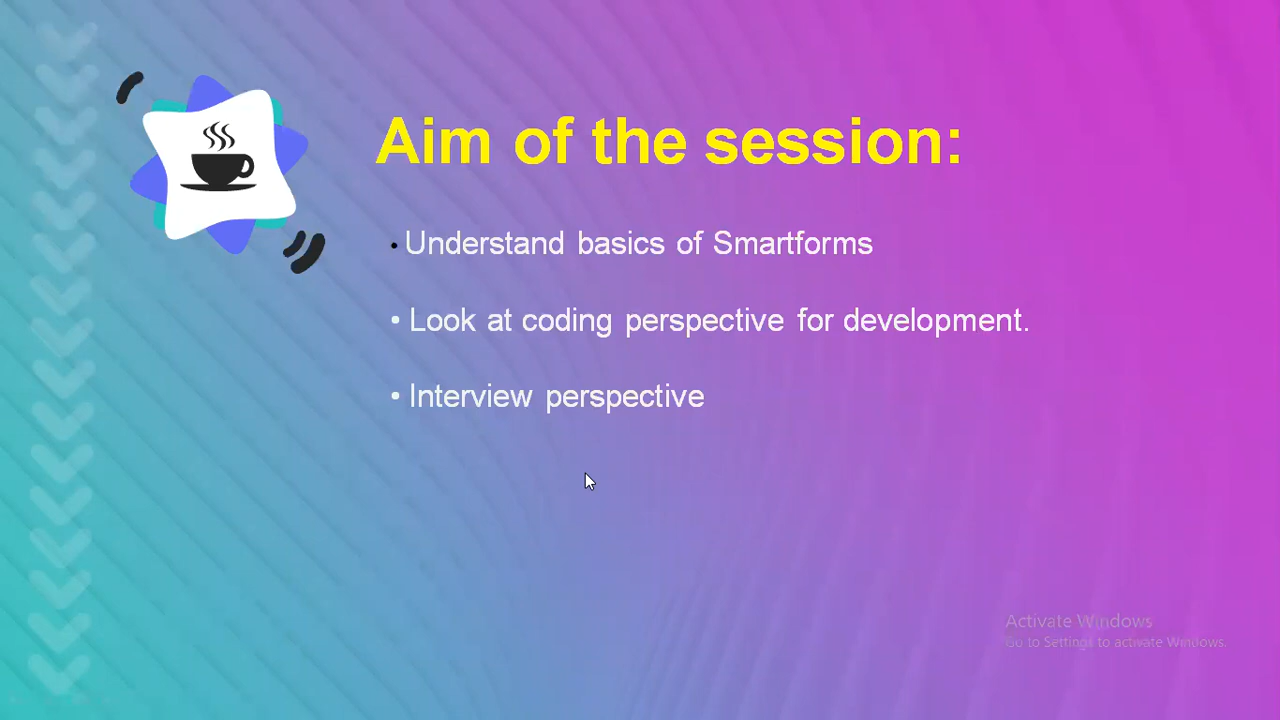 Aim of the session:
• Understand basics of Smartforms
• Look at coding perspective for development.
• Interview perspective
Activate Windows
Go to Settings to activate Windows.